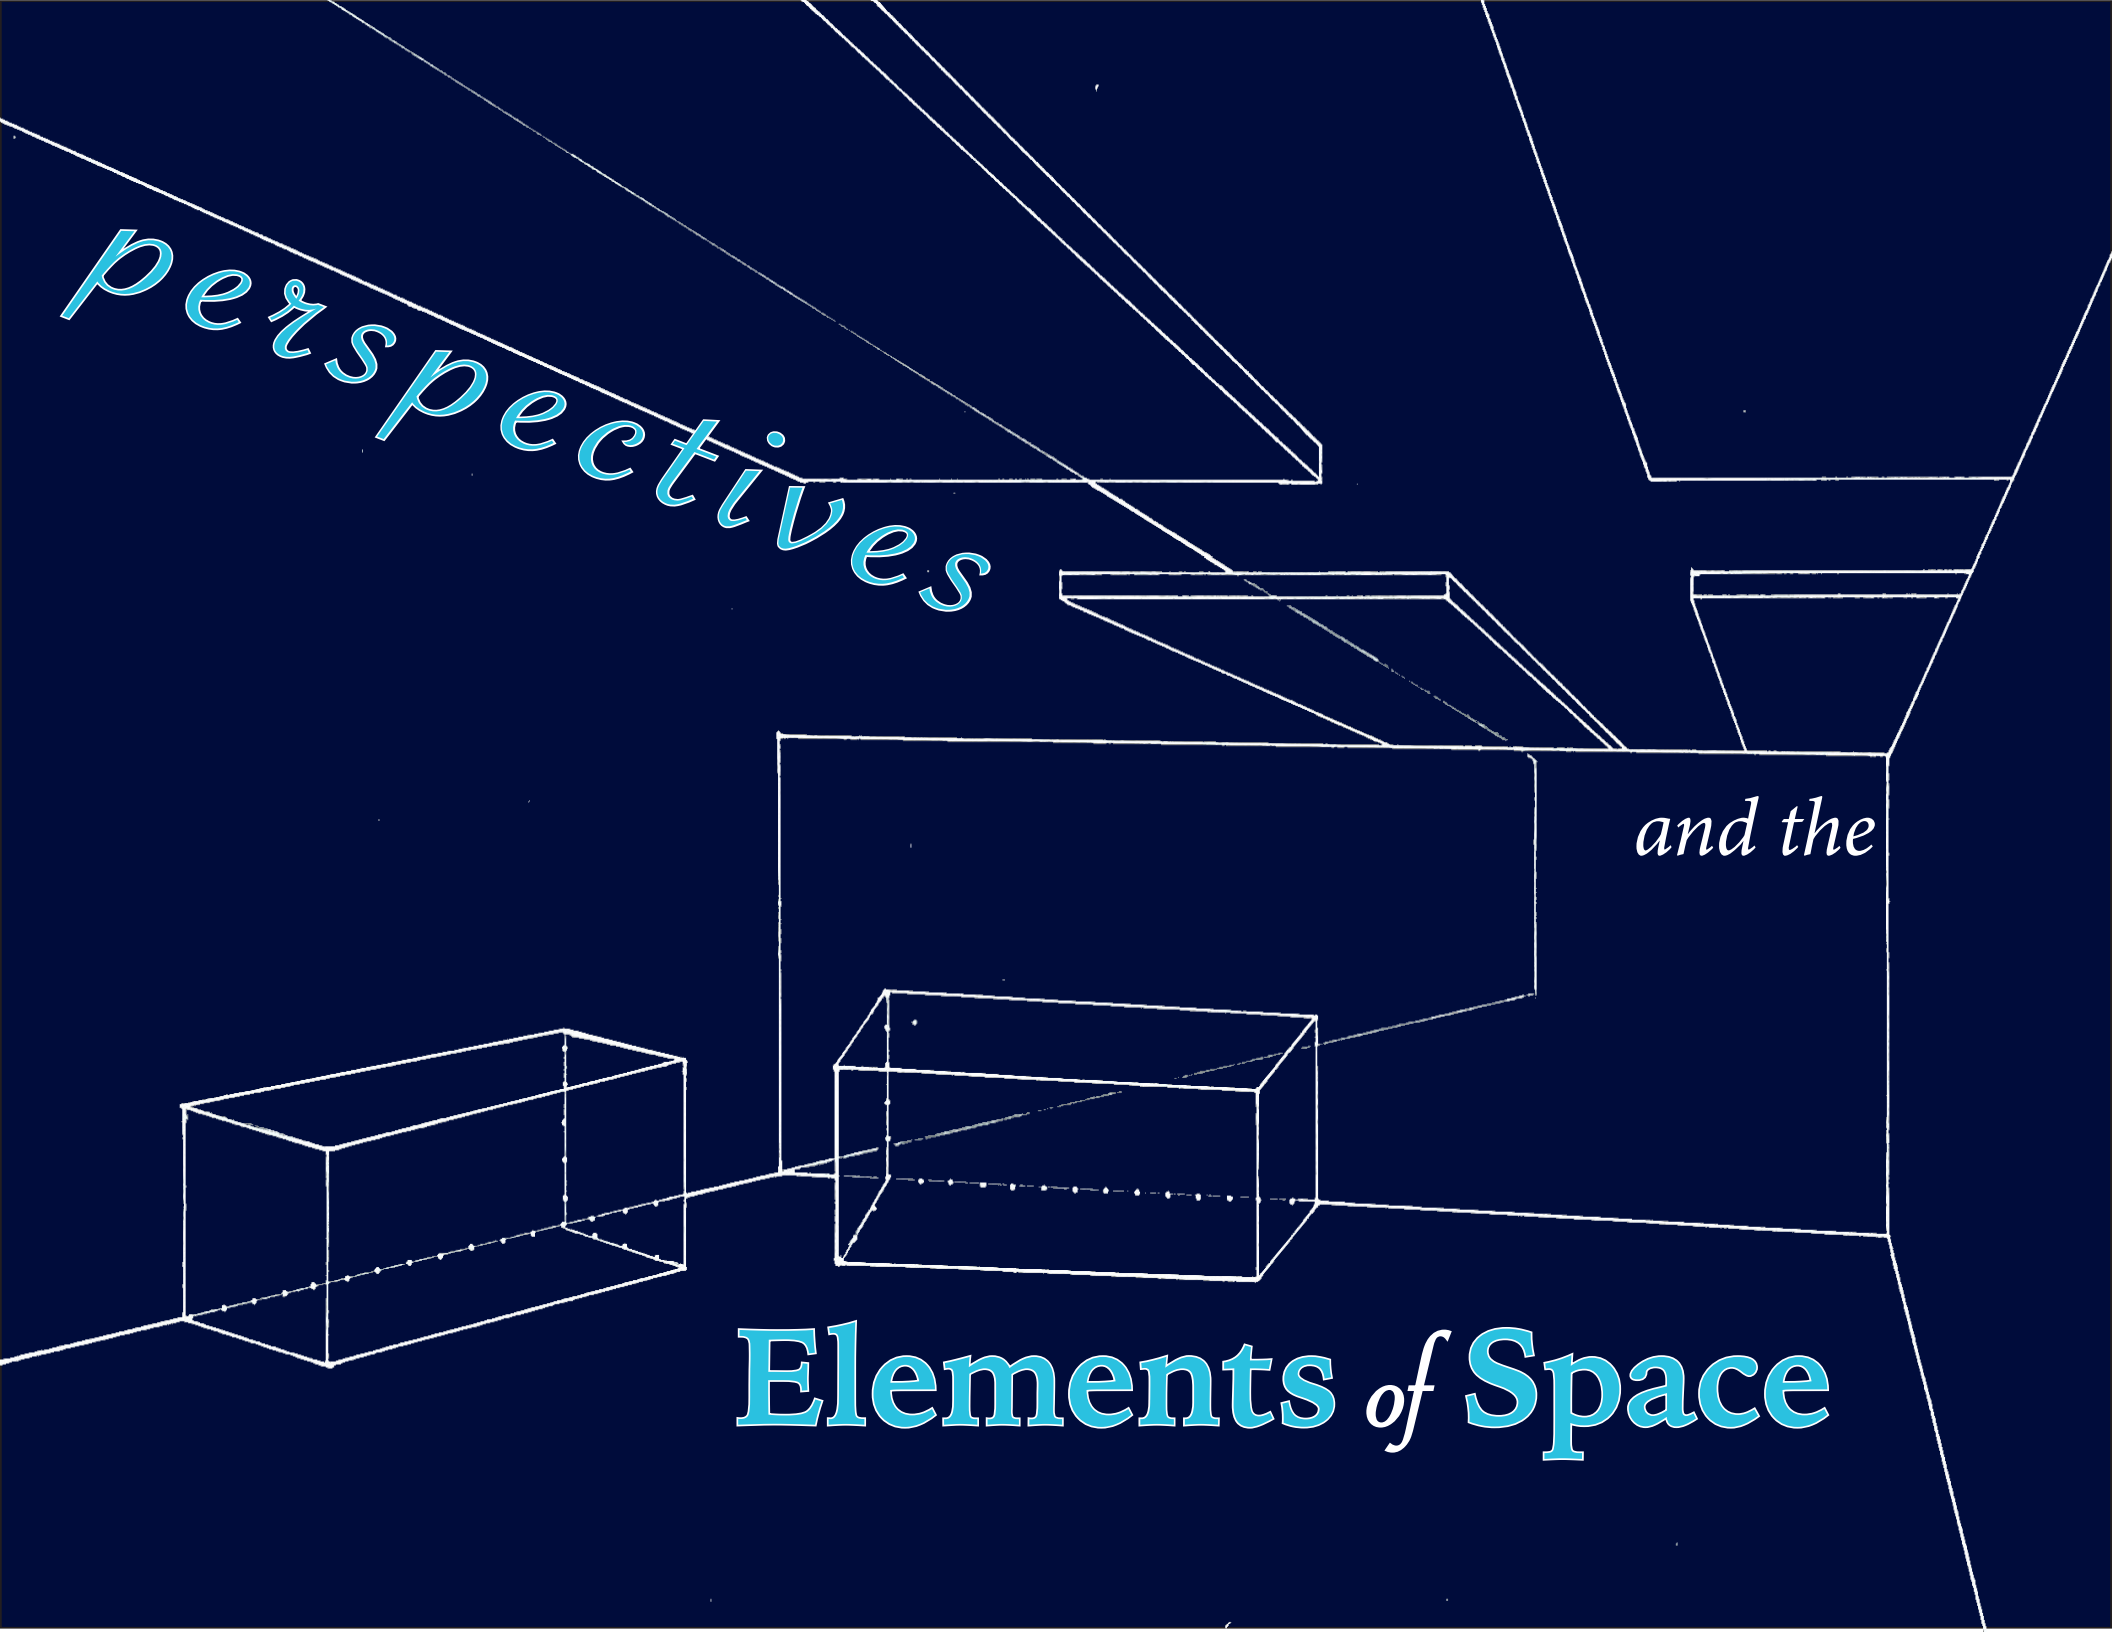 perspectives
and the
Elements of Space